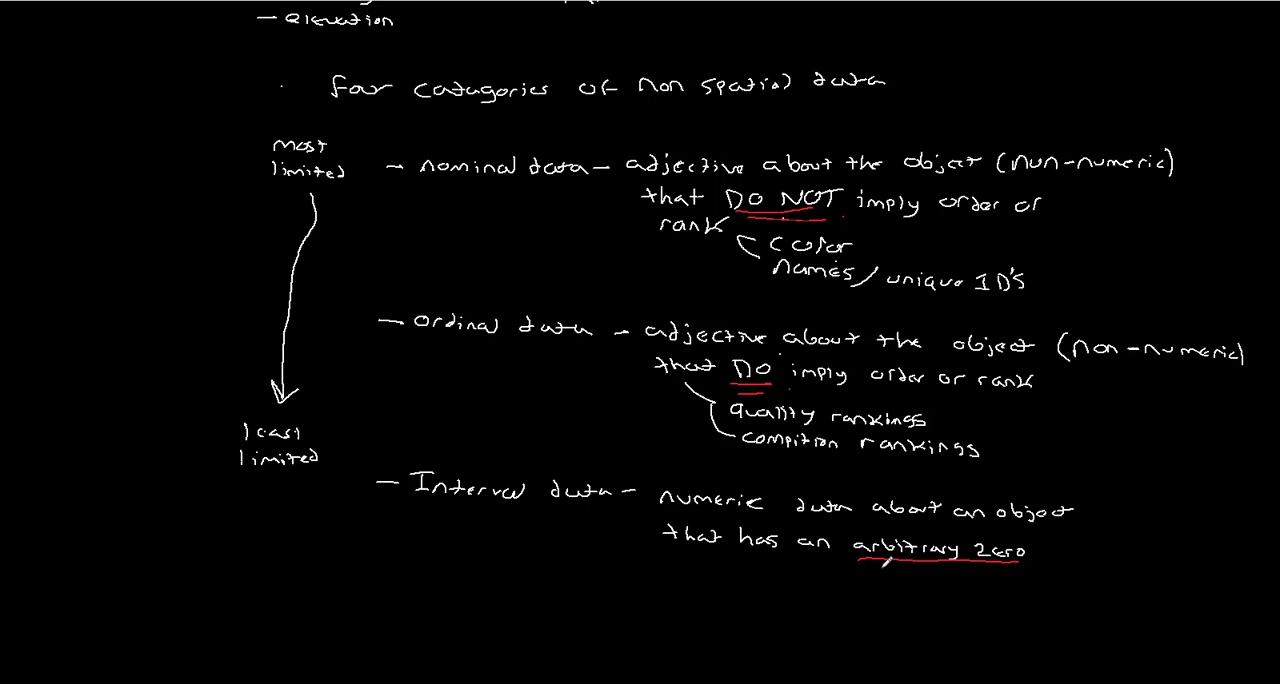 – elevation
· four catagories of non spatial data
most
limited
– nominal data – adjective about the object (non-numeric)
that DO NOT imply order or
rank
color
names/unique ID's
– ordinal data – adjective about the object (non-numeric)
that DO imply order or rank
quality rankings
compition rankings
least
limited
– Interval data – numeric data about an object
that has an arbitrary zero